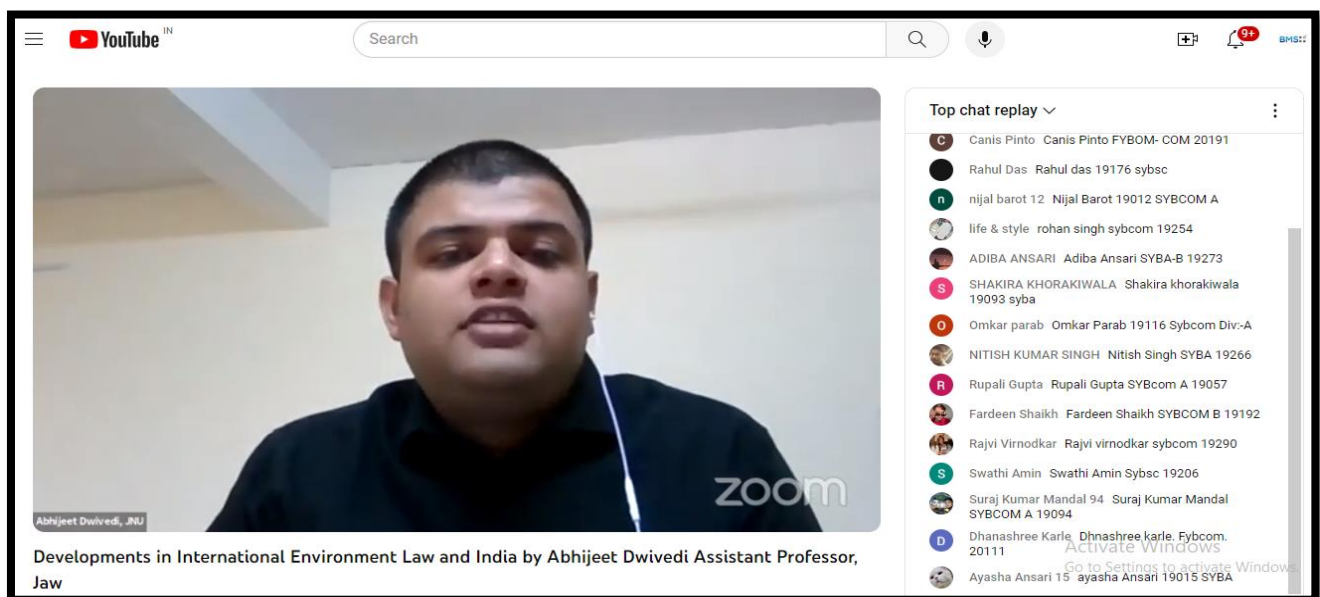 YouTube IN
Search
9+
BMS
zoom
Abhijeet Dwivedi, JNU
Developments in International Environment Law and India by Abhijeet Dwivedi Assistant Professor,
Jaw
Top chat replay
C Canis Pinto Canis Pinto FYBOM- COM 20191
Rahul Das Rahul das 19176 sybsc
n nijal barot 12 Nijal Barot 19012 SYBCOM A
life & style rohan singh sybcom 19254
ADIBA ANSARI Adiba Ansari SYBA-B 19273
S SHAKIRA KHORAKIWALA Shakira khorakiwala
19093 syba
O Omkar parab Omkar Parab 19116 Sybcom Div:-A
NITISH KUMAR SINGH Nitish Singh SYBA 19266
R Rupali Gupta Rupali Gupta SYBcom A 19057
Fardeen Shaikh Fardeen Shaikh SYBCOM B 19192
Rajvi Virnodkar Rajvi virnodkar sybcom 19290
S Swathi Amin Swathi Amin Sybsc 19206
Suraj Kumar Mandal 94 Suraj Kumar Mandal
SYBCOM A 19094
D Dhanashree Karle Dhnashree karle. Fybcom.
20111
Ayasha Ansari 15 ayasha Ansari 19015 SYBA
Activate Windows
Go to Settings to activate Windows.